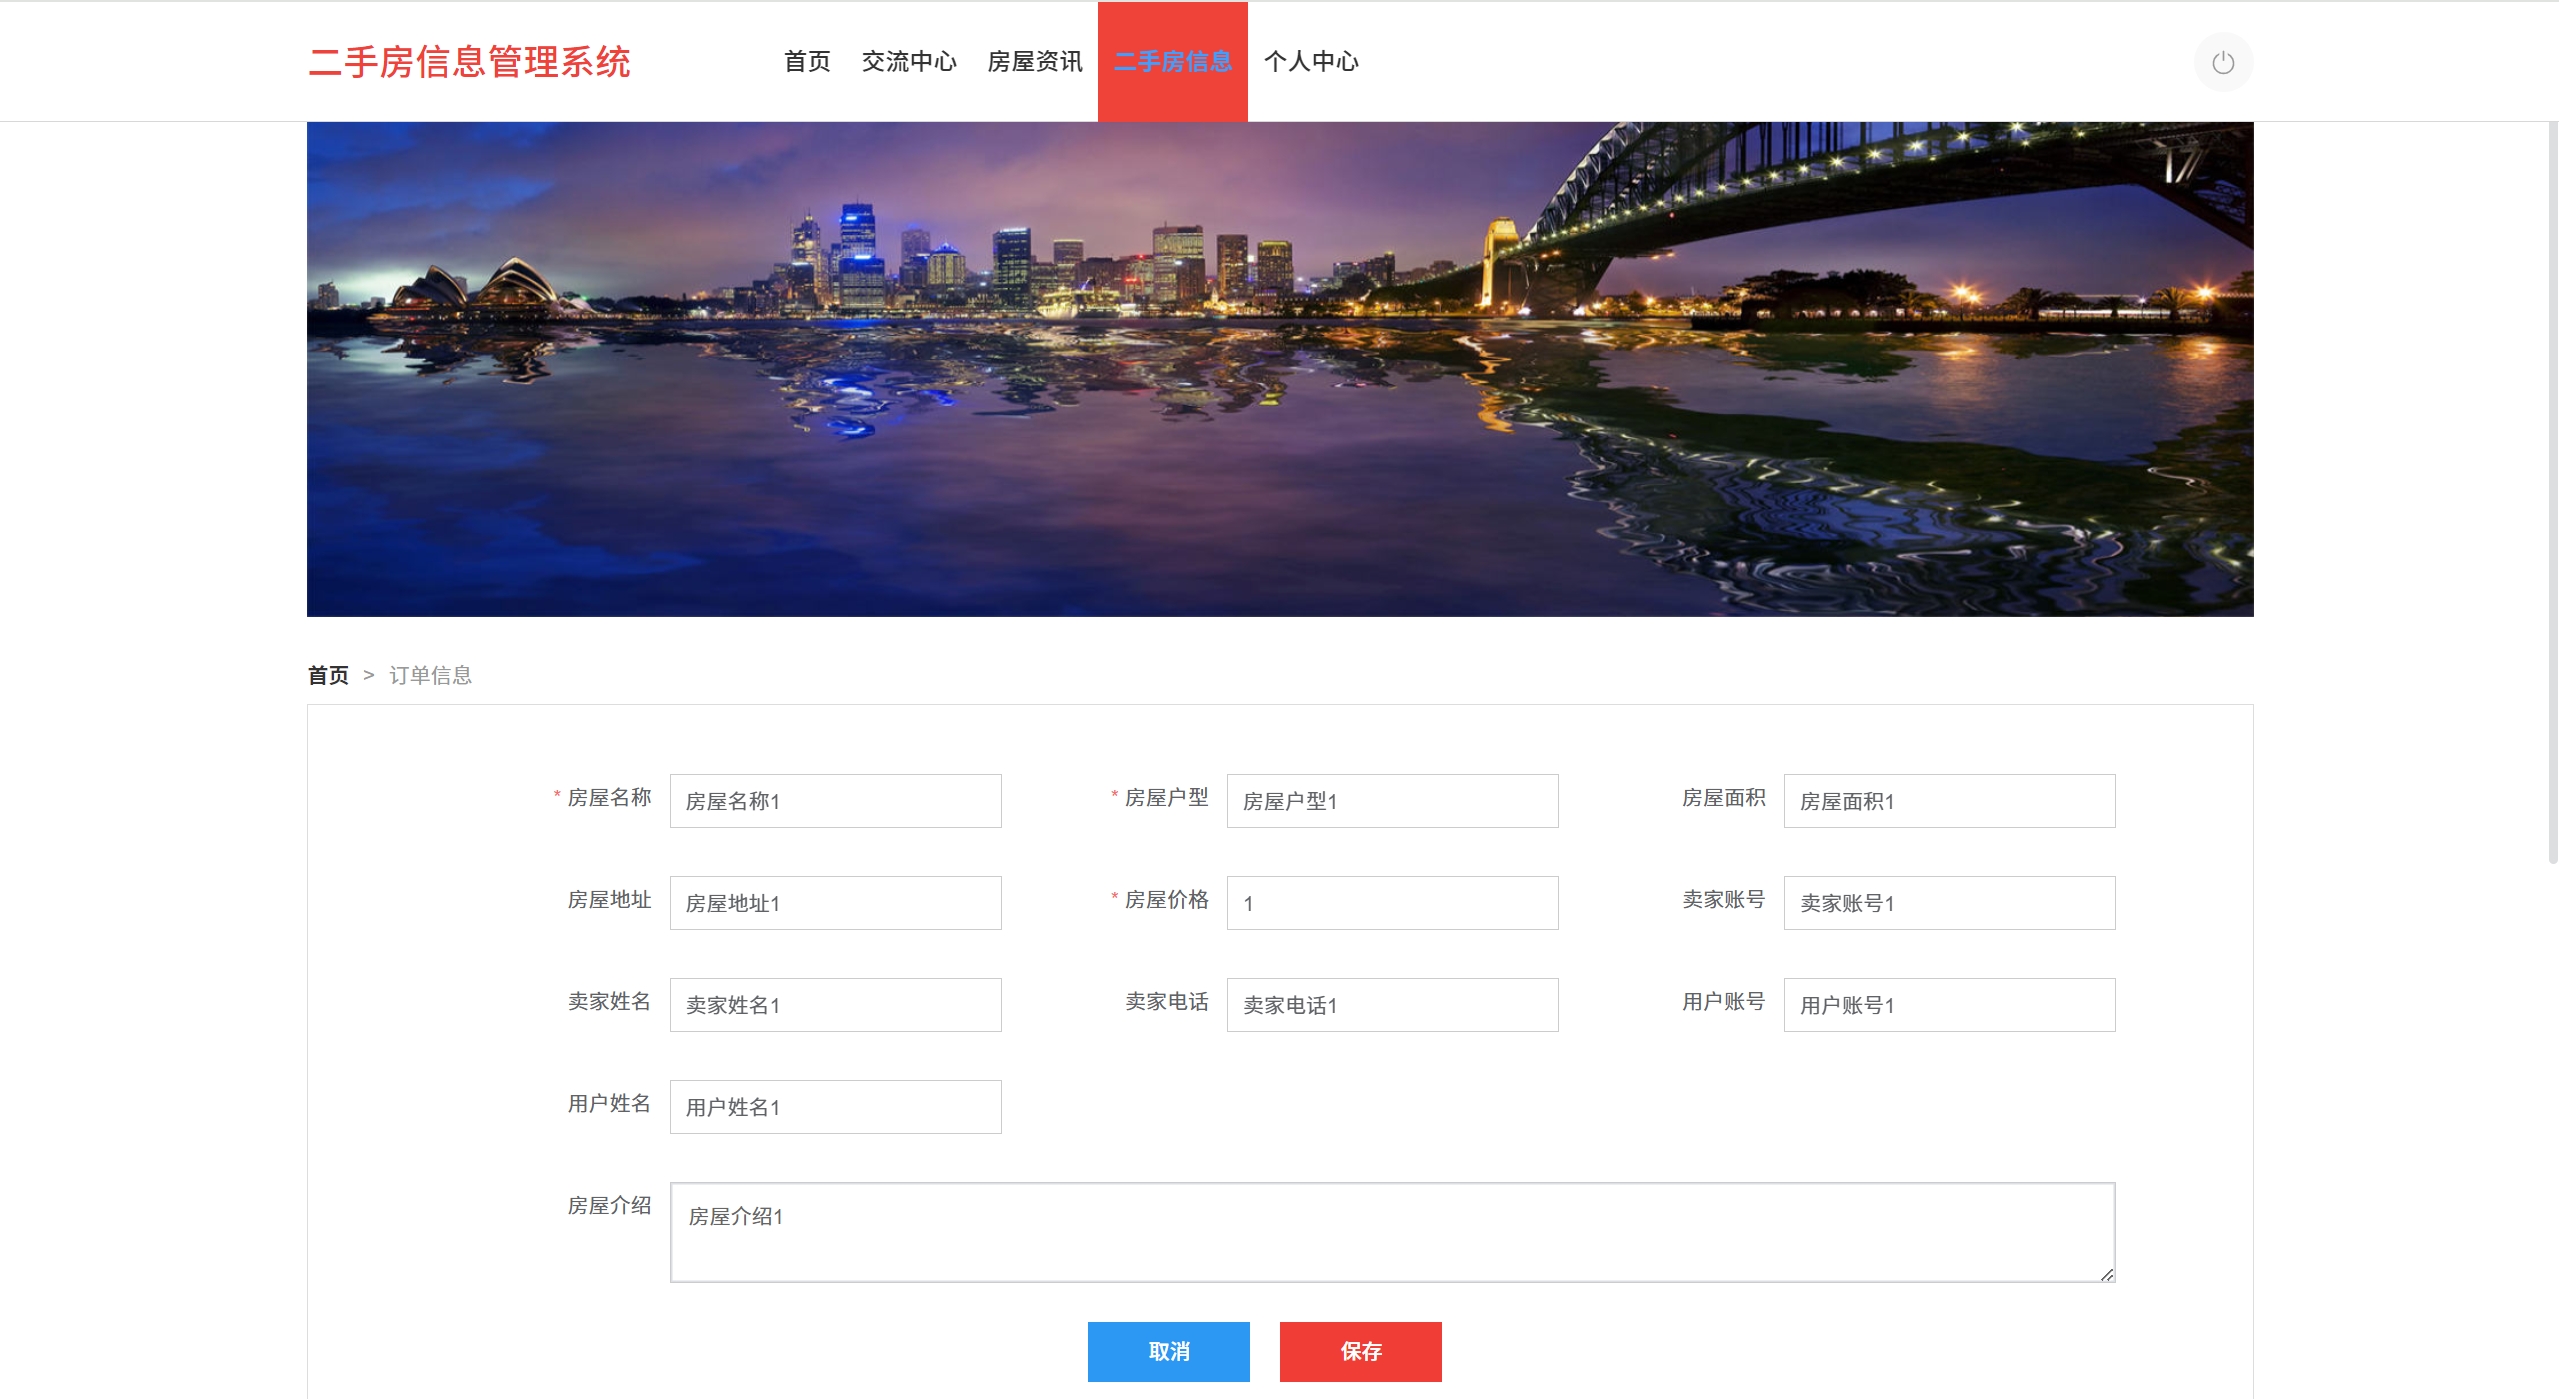 二手房信息管理系统
首页 交流中心 房屋资讯 二手房信息 个人中心
首页 > 订单信息
* 房屋名称 房屋名称1 * 房屋户型 房屋户型1 房屋面积 房屋面积1
房屋地址 房屋地址1 * 房屋价格 1 卖家账号 卖家账号1
卖家姓名 卖家姓名1 卖家电话 卖家电话1 用户账号 用户账号1
用户姓名 用户姓名1
房屋介绍 房屋介绍1
取消 保存